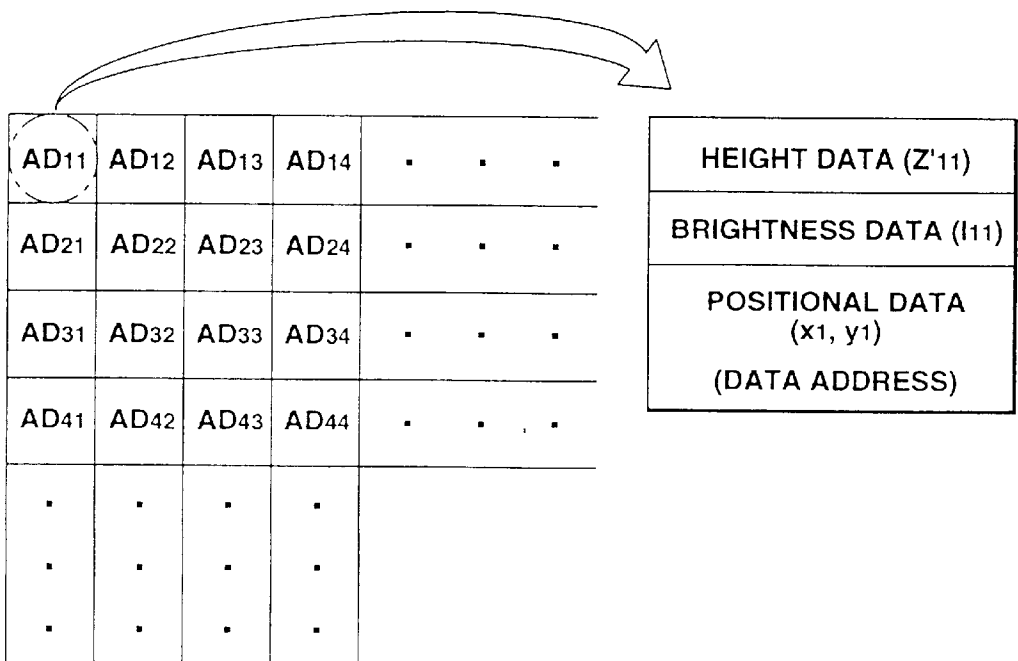 AD11 AD12 AD13 AD14 . . .
AD21 AD22 AD23 AD24 . . .
AD31 AD32 AD33 AD34 . . .
AD41 AD42 AD43 AD44 . . .
. . . .
. . . .
. . . .
HEIGHT DATA (Z'11)
BRIGHTNESS DATA (I11)
POSITIONAL DATA
(x1, y1)
(DATA ADDRESS)